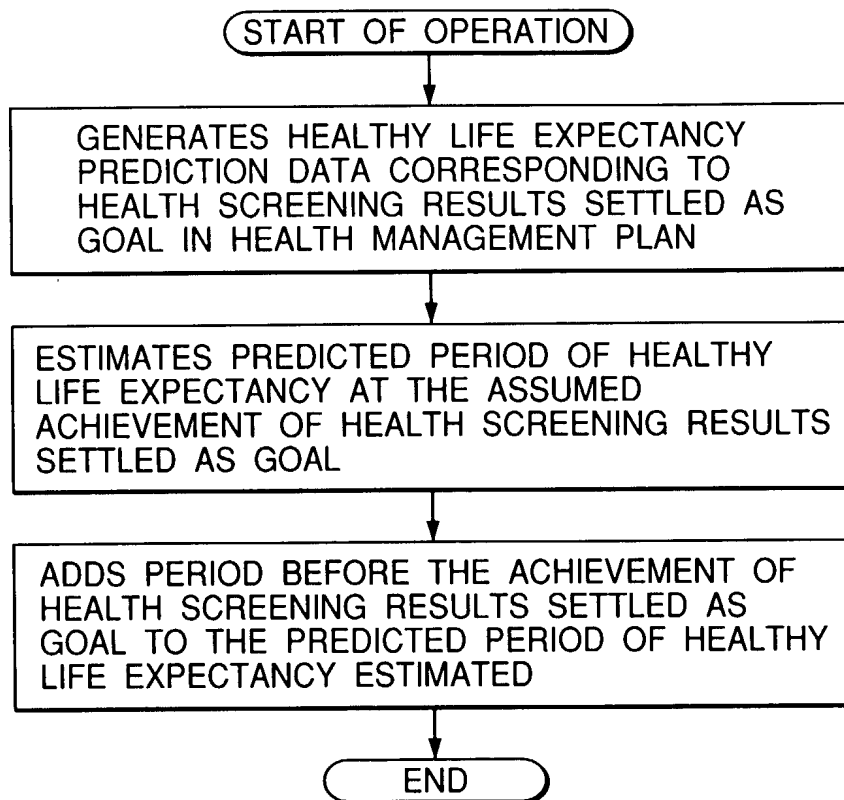 START OF OPERATION
GENERATES HEALTHY LIFE EXPECTANCY
PREDICTION DATA CORRESPONDING TO
HEALTH SCREENING RESULTS SETTLED AS
GOAL IN HEALTH MANAGEMENT PLAN
ESTIMATES PREDICTED PERIOD OF HEALTHY
LIFE EXPECTANCY AT THE ASSUMED
ACHIEVEMENT OF HEALTH SCREENING RESULTS
SETTLED AS GOAL
ADDS PERIOD BEFORE THE ACHIEVEMENT OF
HEALTH SCREENING RESULTS SETTLED AS
GOAL TO THE PREDICTED PERIOD OF HEALTHY
LIFE EXPECTANCY ESTIMATED
END